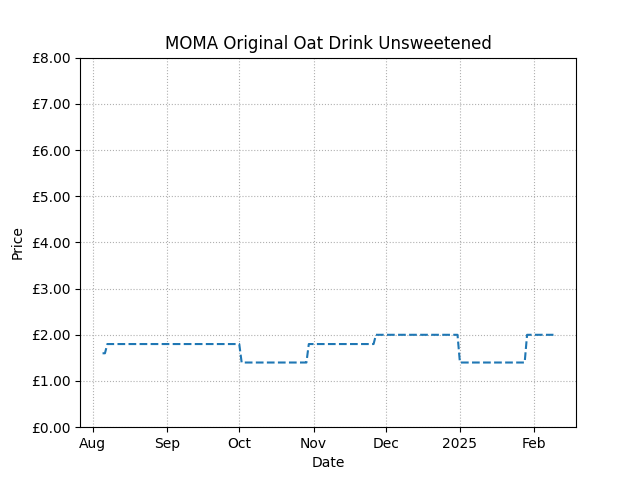 MOMA Original Oat Drink Unsweetened
£8.00
£7.00
£6.00
£5.00
£4.00
£3.00
£2.00
£1.00
£0.00
Price
Aug Sep Oct Nov Dec 2025 Feb
Date